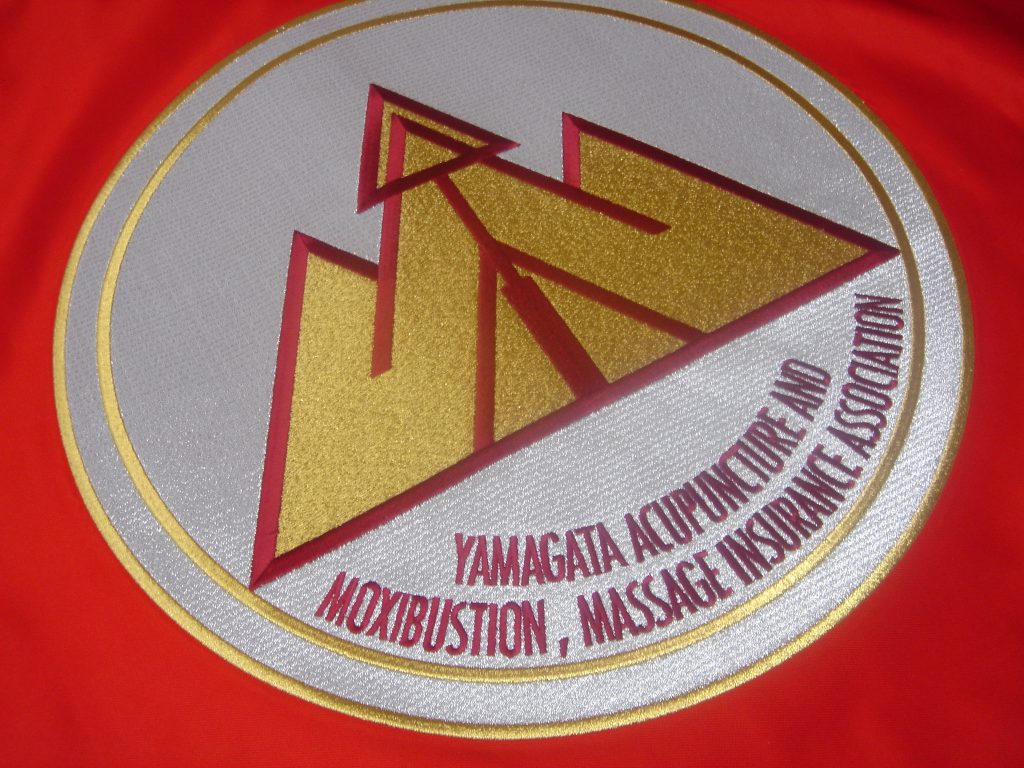 YAMAGATA ACUPUNCTURE AND
MOXIBUSTION , MASSAGE INSURANCE ASSOCIATION